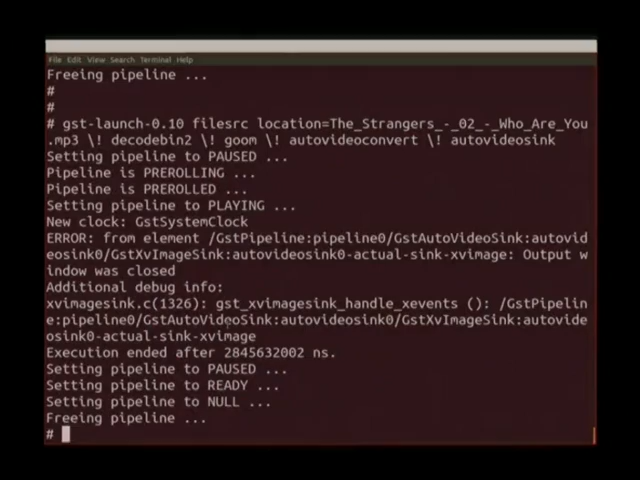 File Edit View Search Terminal Help
Freeing pipeline ...
#
#
# gst-launch-0.10 filesrc location=The_Strangers_-_02_-_Who_Are_You
.mp3 \! decodebin2 \! goom \! autovideoconvert \! autovideosink
Setting pipeline to PAUSED ...
Pipeline is PREROLLING ...
Pipeline is PREROLLED ...
Setting pipeline to PLAYING ...
New clock: GstSystemClock
ERROR: from element /GstPipeline:pipeline0/GstAutoVideoSink:autovid
eosink0/GstXvImageSink:autovideosink0-actual-sink-xvimage: Output w
indow was closed
Additional debug info:
xvimagesink.c(1326): gst_xvimagesink_handle_xevents (): /GstPipelin
e:pipeline0/GstAutoVideoSink:autovideosink0/GstXvImageSink:autovide
osink0-actual-sink-xvimage
Execution ended after 2845632002 ns.
Setting pipeline to PAUSED ...
Setting pipeline to READY ...
Setting pipeline to NULL ...
Freeing pipeline ...
#